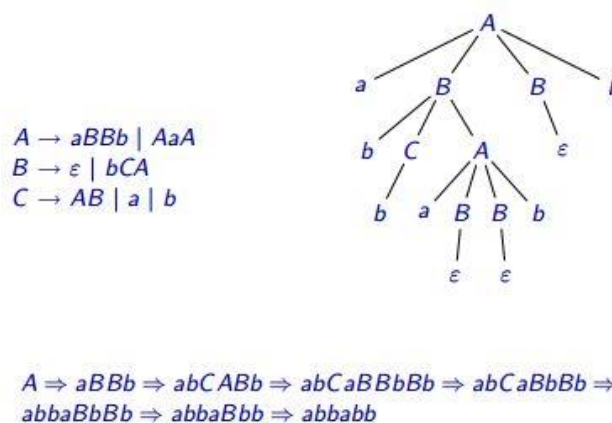 A
a B B
A → aBBb | AaA
b C A ε
B → ε | bCA
C → AB | a | b
b a B B b
ε ε
A ⇒ aBBb ⇒ abCABb ⇒ abCaBBbBb ⇒ abCaBbBb ⇒
abbaBbBb ⇒ abbaBbb ⇒ abbabb